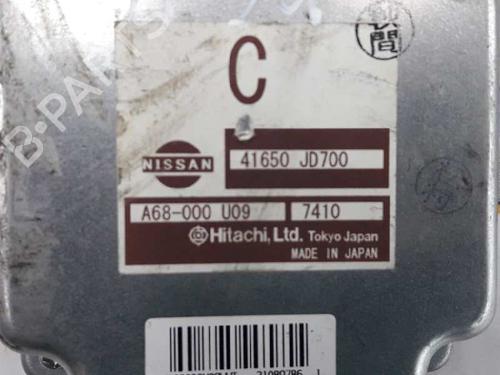 C
NISSAN
41650 JD700
A68-000 U09
7410
Hitachi, Ltd. Tokyo Japan
MADE IN JAPAN
B-PARTS